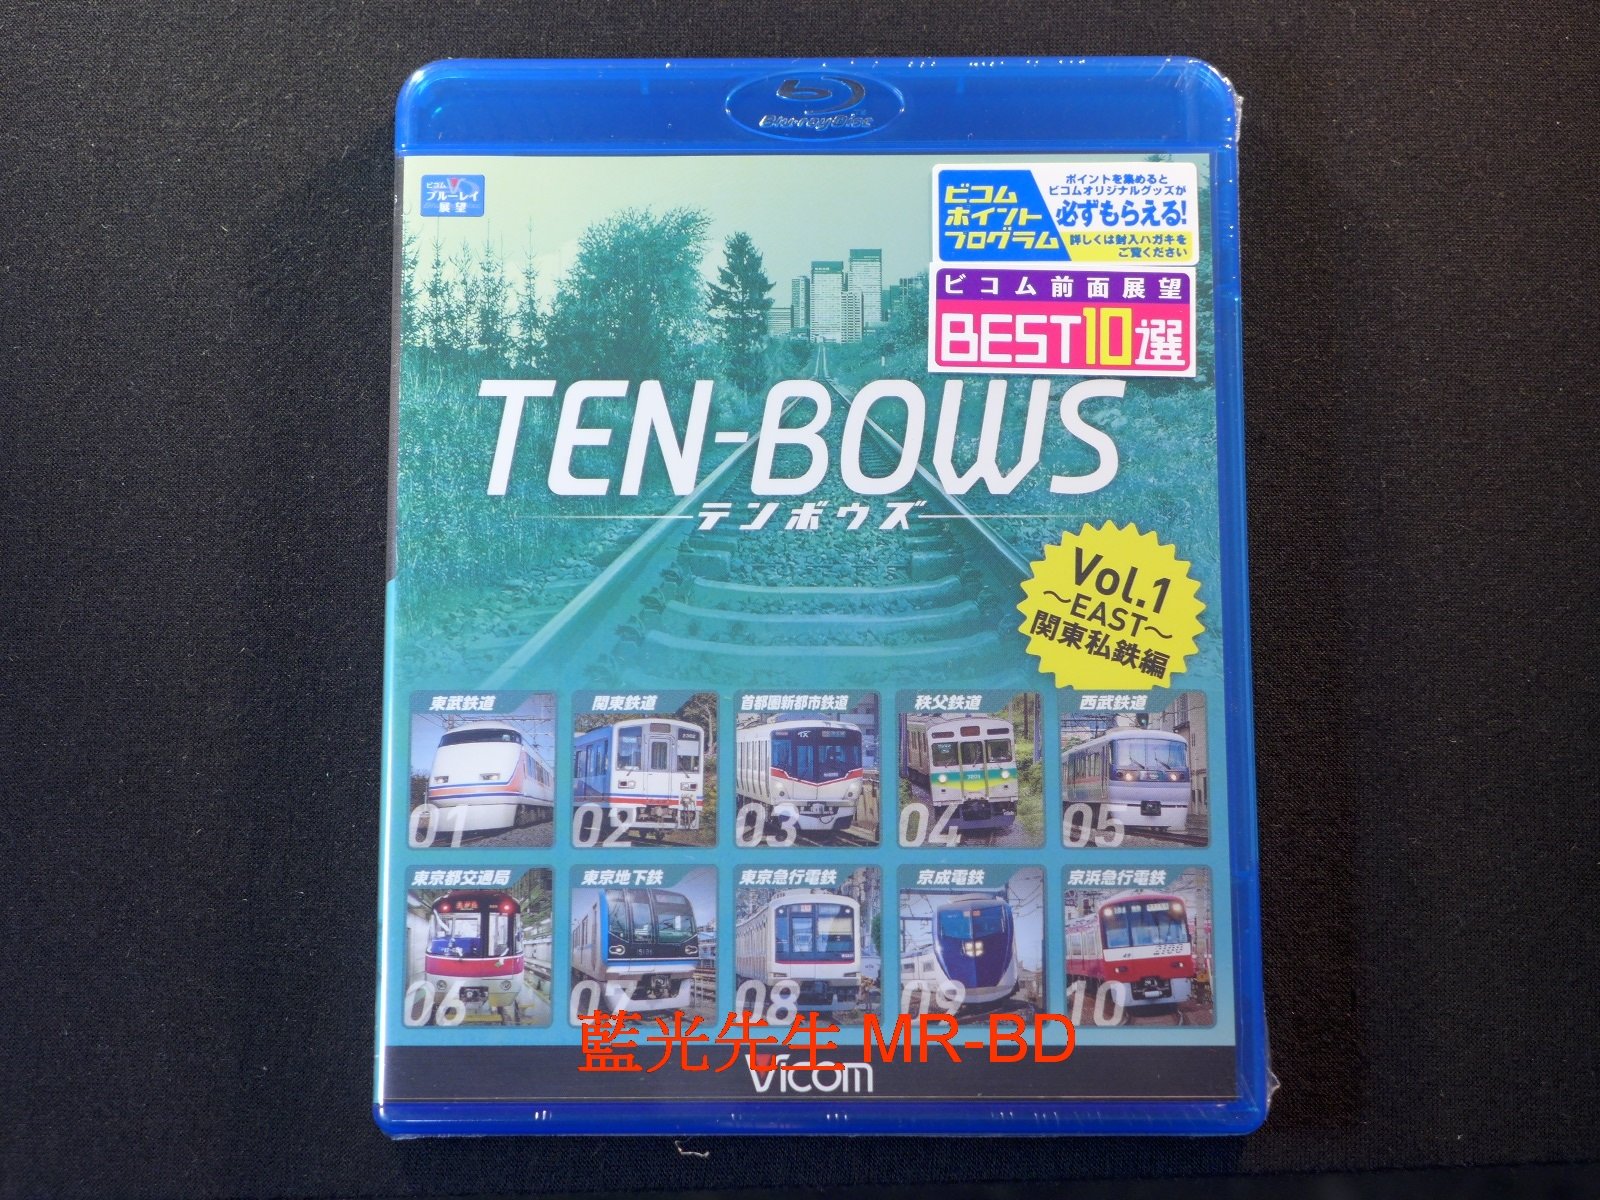 Blu-ray Disc
ビコム
ブルーレイ
展望
ビコム
ポイント
プログラム
ポイントを集めると
ビコムオリジナルグッズが
必ずもらえる!
詳しくは封入ハガキを
ご覧ください
ビコム前面展望
BEST10選
TEN-BOWS
テンボウズ
Vol.1
～EAST～
関東私鉄編
東武鉄道
01
関東鉄道
02
首都圏新都市鉄道
03
秩父鉄道
04
西武鉄道
05
東京都交通局
06
東京地下鉄
07
東京急行電鉄
08
京成電鉄
09
京浜急行電鉄
10
藍光先生 MR-BD
Vicom